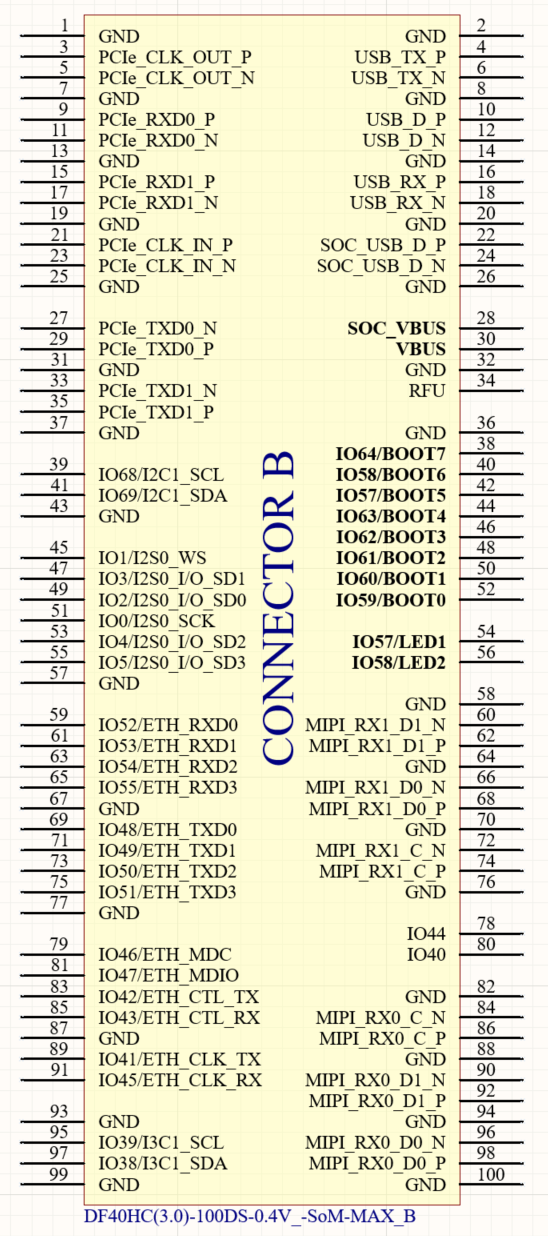 1 GND GND 2
3 PCIe_CLK_OUT_P USB_TX_P 4
5 PCIe_CLK_OUT_N USB_TX_N 6
7 GND GND 8
9 PCIe_RXD0_P USB_D_P 10
11 PCIe_RXD0_N USB_D_N 12
13 GND GND 14
15 PCIe_RXD1_P USB_RX_P 16
17 PCIe_RXD1_N USB_RX_N 18
19 GND GND 20
21 PCIe_CLK_IN_P SOC_USB_D_P 22
23 PCIe_CLK_IN_N SOC_USB_D_N 24
25 GND GND 26
27 PCIe_TXD0_N SOC_VBUS 28
29 PCIe_TXD0_P VBUS 30
31 GND GND 32
33 PCIe_TXD1_N RFU 34
35 PCIe_TXD1_P
37 GND GND 36
IO64/BOOT7 38
39 IO68/I2C1_SCL IO58/BOOT6 40
41 IO69/I2C1_SDA IO57/BOOT5 42
43 GND IO63/BOOT4 44
IO62/BOOT3 46
45 IO1/I2S0_WS IO61/BOOT2 48
47 IO3/I2S0_I/O_SD1 IO60/BOOT1 50
49 IO2/I2S0_I/O_SD0 IO59/BOOT0 52
51 IO0/I2S0_SCK
53 IO4/I2S0_I/O_SD2 IO57/LED1 54
55 IO5/I2S0_I/O_SD3 IO58/LED2 56
57 GND
CONNECTOR B
GND 58
59 IO52/ETH_RXD0 MIPI_RX1_D1_N 60
61 IO53/ETH_RXD1 MIPI_RX1_D1_P 62
63 IO54/ETH_RXD2 GND 64
65 IO55/ETH_RXD3 MIPI_RX1_D0_N 66
67 GND MIPI_RX1_D0_P 68
69 IO48/ETH_TXD0 GND 70
71 IO49/ETH_TXD1 MIPI_RX1_C_N 72
73 IO50/ETH_TXD2 MIPI_RX1_C_P 74
75 IO51/ETH_TXD3 GND 76
77 GND
IO44 78
79 IO46/ETH_MDC IO40 80
81 IO47/ETH_MDIO
83 IO42/ETH_CTL_TX GND 82
85 IO43/ETH_CTL_RX MIPI_RX0_C_N 84
87 GND MIPI_RX0_C_P 86
89 IO41/ETH_CLK_TX GND 88
91 IO45/ETH_CLK_RX MIPI_RX0_D1_N 90
MIPI_RX0_D1_P 92
93 GND GND 94
95 IO39/I3C1_SCL MIPI_RX0_D0_N 96
97 IO38/I3C1_SDA MIPI_RX0_D0_P 98
99 GND GND 100
DF40HC(3.0)-100DS-0.4V_-SoM-MAX_B